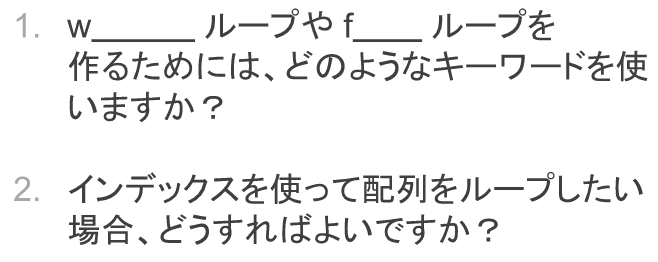 1. w______ ループや f____ ループを
作るためには、どのようなキーワードを使
いますか？
2. インデックスを使って配列をループしたい
場合、どうすればよいですか？